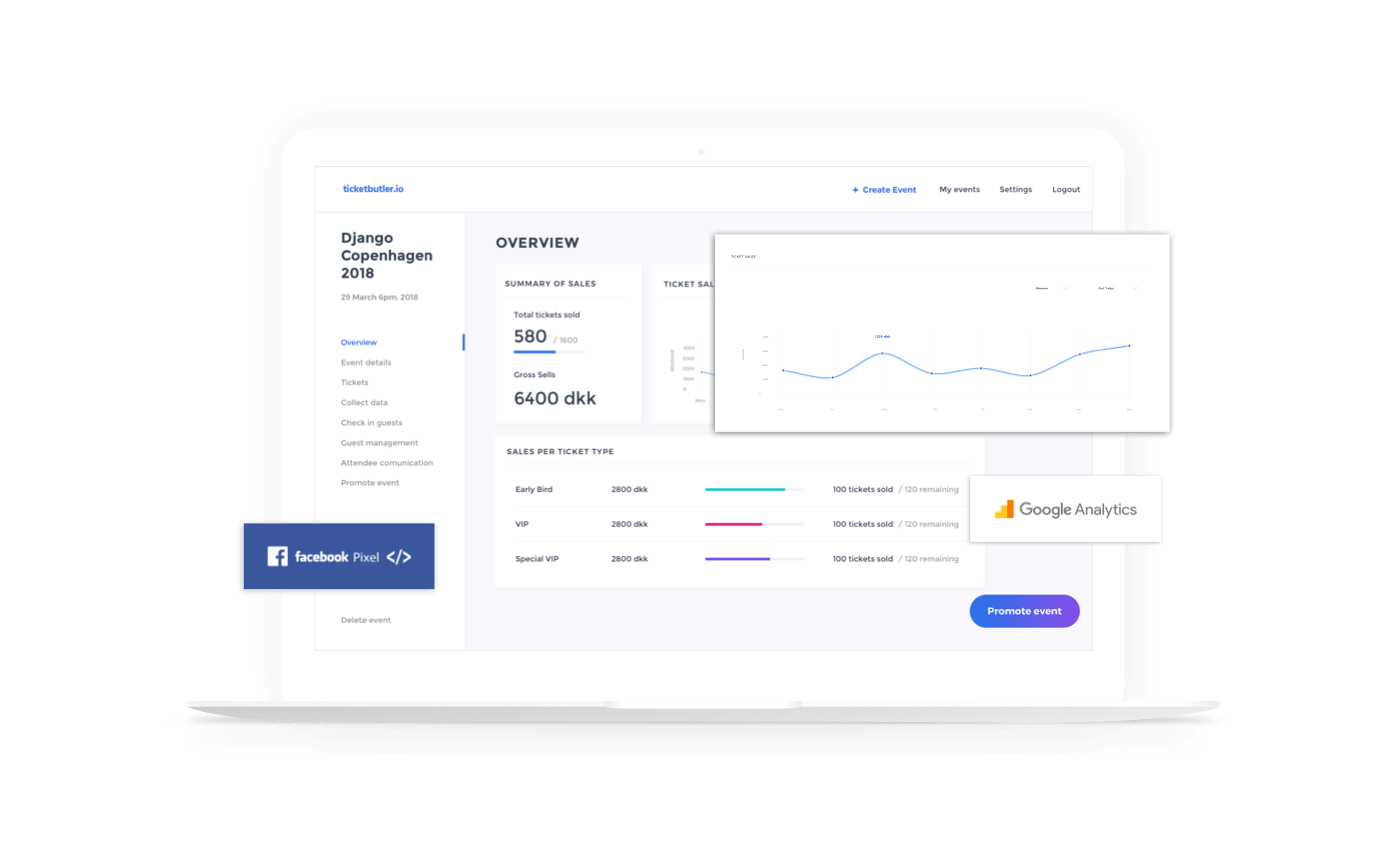 ticketbutler.io
+ Create Event
My events
Settings
Logout
Django
Copenhagen
2018
29 March 6pm, 2018
Overview
Event details
Tickets
Collect data
Check in guests
Guest management
Attendee comunication
Promote event
Delete event
OVERVIEW
SUMMARY OF SALES
Total tickets sold
580 / 1600
Gross Sells
6400 dkk
TICKET SAL
REVENUE
TICKET SALES
SALES PER TICKET TYPE
Early Bird 2800 dkk 100 tickets sold / 120 remaining
VIP 2800 dkk 100 tickets sold / 120 remaining
Special VIP 2800 dkk 100 tickets sold / 120 remaining
facebook Pixel </>
Google Analytics
Promote event